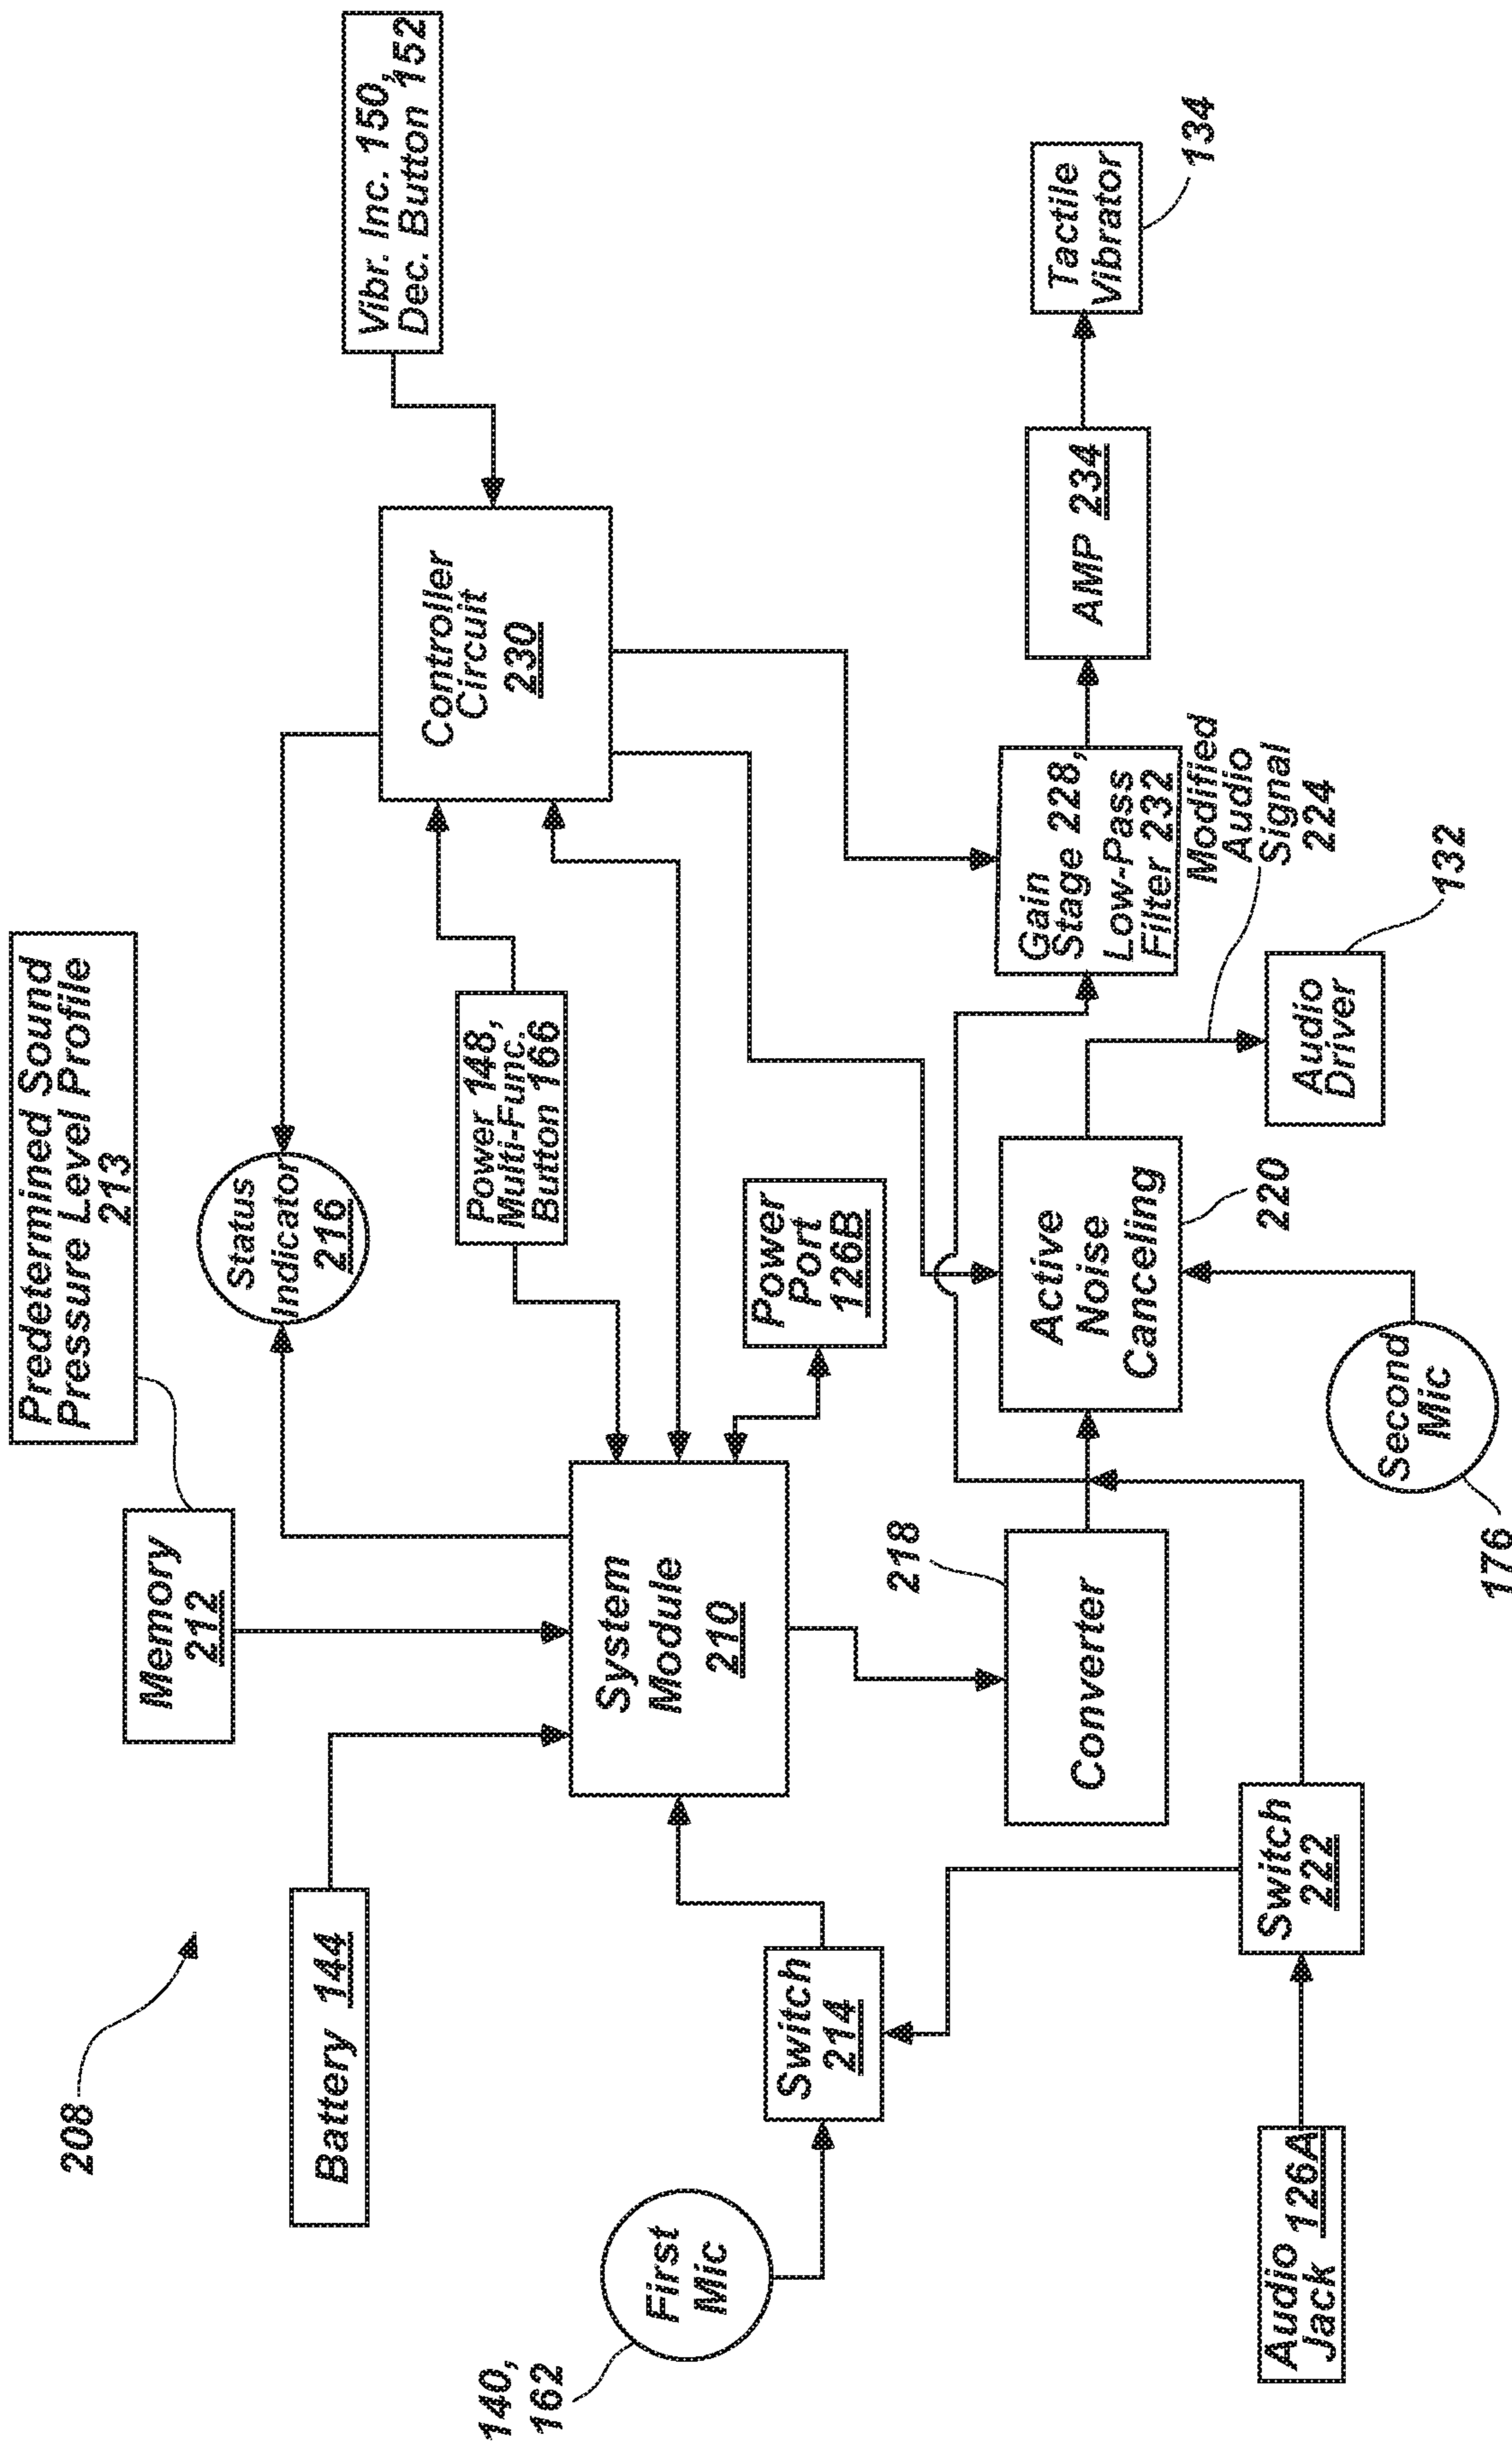 208
Predetermined Sound
Pressure Level Profile
213
Memory
212
Battery 144
Status
Indicator
216
Vibr. Inc. 150,
Dec. Button 152
Controller
Circuit
230
Power 148,
Multi-Func.
Button 166
140,
162
First
Mic
System
Module
210
Switch
214
Power
Port
126B
218
Converter
Active
Noise
Canceling
220
Gain
Stage 228,
Low-Pass
Filter 232
AMP 234
Tactile
Vibrator
134
Modified
Audio
Signal
224
Audio
Jack 126A
Switch
222
Second
Mic
176
Audio
Driver
132